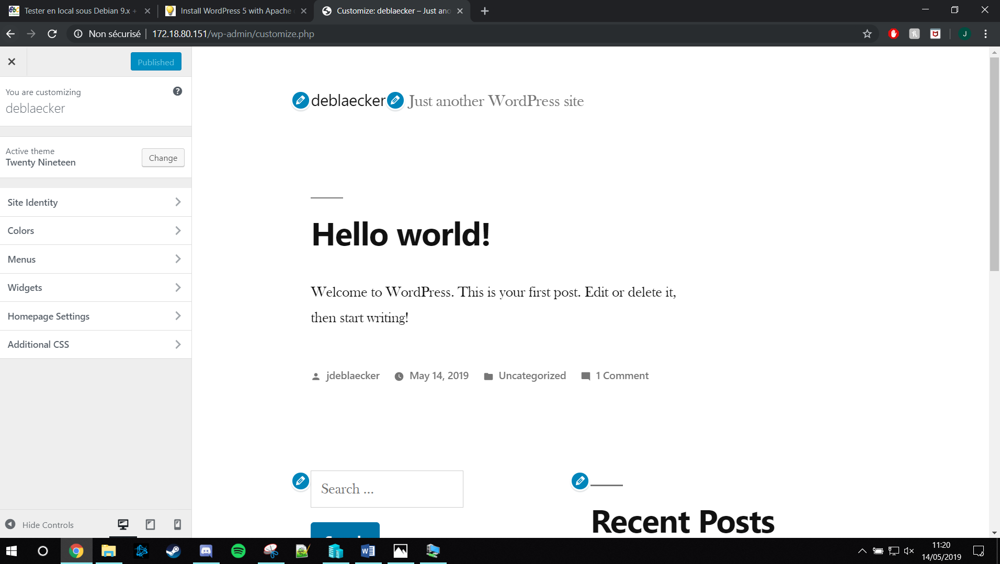 Tester en local sous Debian 9.x +
Install WordPress 5 with Apache
Customize: deblaecker – Just ano
Non sécurisé
172.18.80.151/wp-admin/customize.php
J
Published
You are customizing
deblaecker
Active theme
Twenty Nineteen
Change
Site Identity
Colors
Menus
Widgets
Homepage Settings
Additional CSS
Hide Controls
deblaecker
Just another WordPress site
Hello world!
Welcome to WordPress. This is your first post. Edit or delete it,
then start writing!
jdeblaecker
May 14, 2019
Uncategorized
1 Comment
Search ...
Recent Posts
11:20
14/05/2019